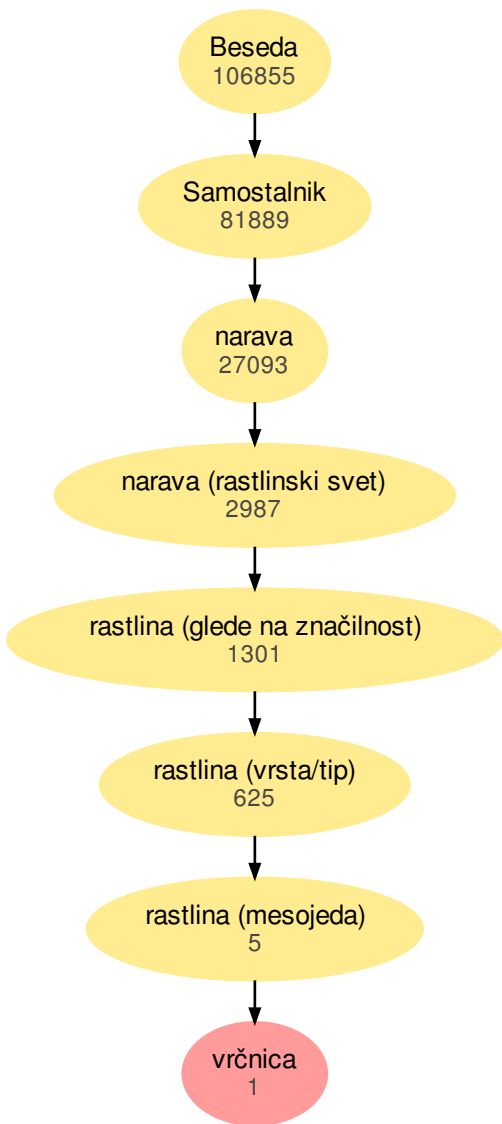 Beseda
106855
Samostalnik
81889
narava
27093
narava (rastlinski svet)
2987
rastlina (glede na značilnost)
1301
rastlina (vrsta/tip)
625
rastlina (mesojeda)
5
vrčnica
1